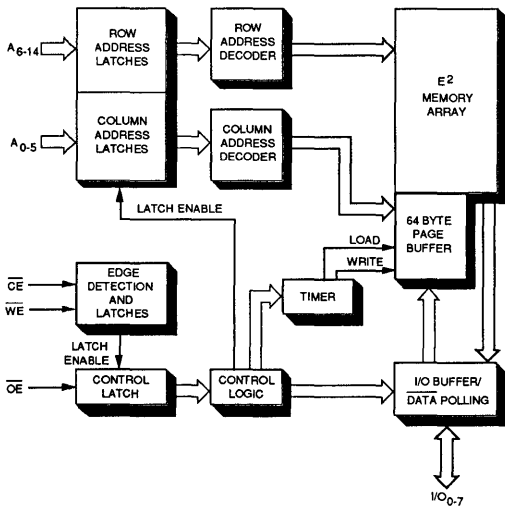 A6-14
ROW
ADDRESS
LATCHES
ROW
ADDRESS
DECODER
E2
MEMORY
ARRAY
A0-5
COLUMN
ADDRESS
LATCHES
COLUMN
ADDRESS
DECODER
LATCH ENABLE
64 BYTE
PAGE
BUFFER
LOAD
WRITE
TIMER
CE
WE
EDGE
DETECTION
AND
LATCHES
LATCH
ENABLE
OE
CONTROL
LATCH
CONTROL
LOGIC
I/O BUFFER/
DATA POLLING
I/O0-7